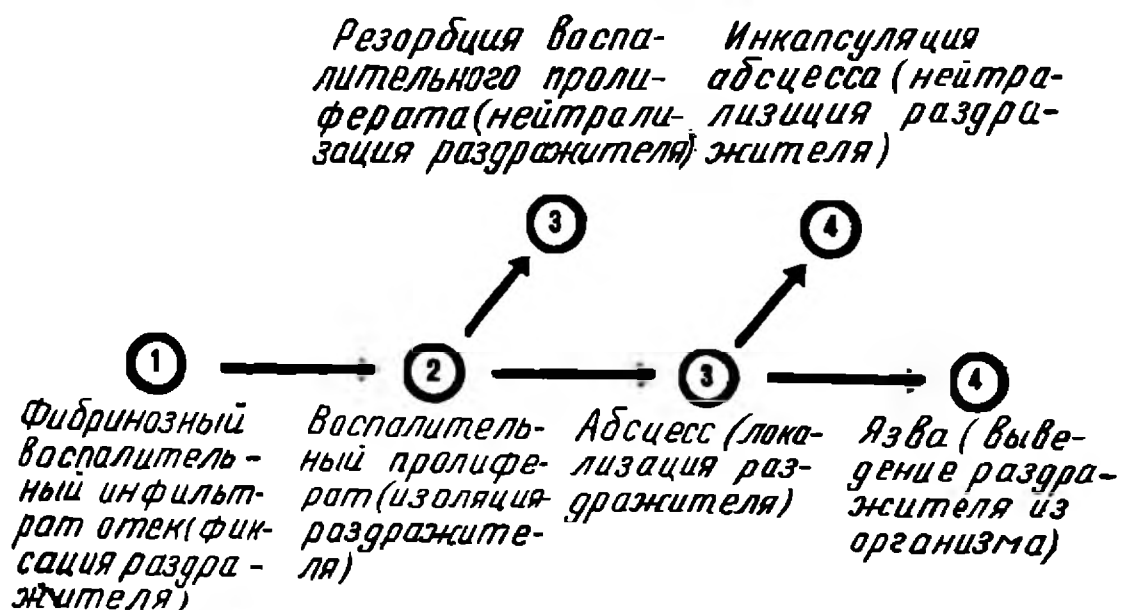 Резорбция воспа-
лительного проли-
ферата (нейтрали-
зация раздражителя)
Инкапсуляция
абсцесса (нейтра-
лизиция раздра-
жителя)
3
4
1
2
3
4
Фибринозный
воспалитель-
ный инфильт-
рат отек (фик-
сация раздра-
жителя)
Воспалитель-
ный пролифе-
рат (изоляция
раздражите-
ля)
Абсцесс (лока-
лизация раз-
дражителя)
Язва (выве-
дение раздра-
жителя из
организма)